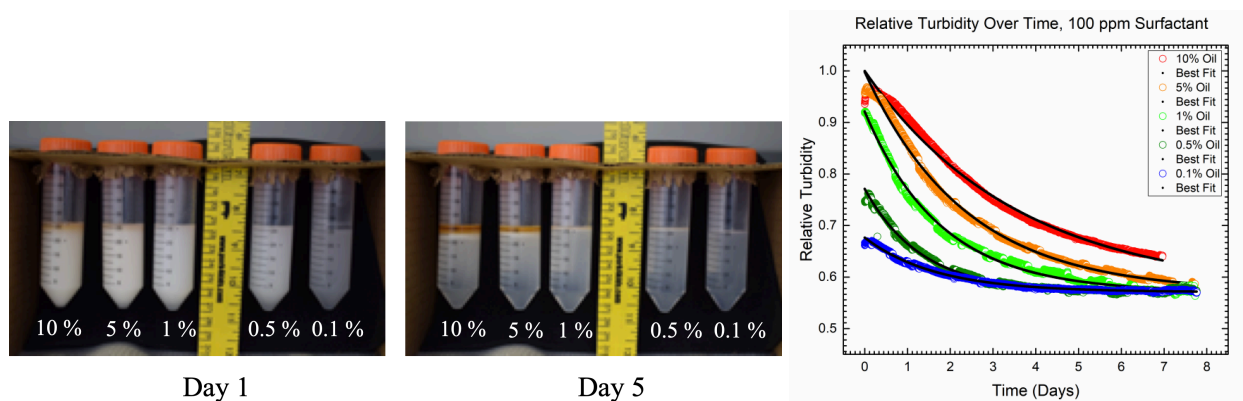 10 %
5 %
1 %
0.5 %
0.1 %
Day 1
10 %
5 %
1 %
0.5 %
0.1 %
Day 5
Relative Turbidity Over Time, 100 ppm Surfactant
10% Oil
Best Fit
5% Oil
Best Fit
1% Oil
Best Fit
0.5% Oil
Best Fit
0.1% Oil
Best Fit
Relative Turbidity
1.0
0.9
0.8
0.7
0.6
0.5
0
1
2
3
4
5
6
7
8
Time (Days)